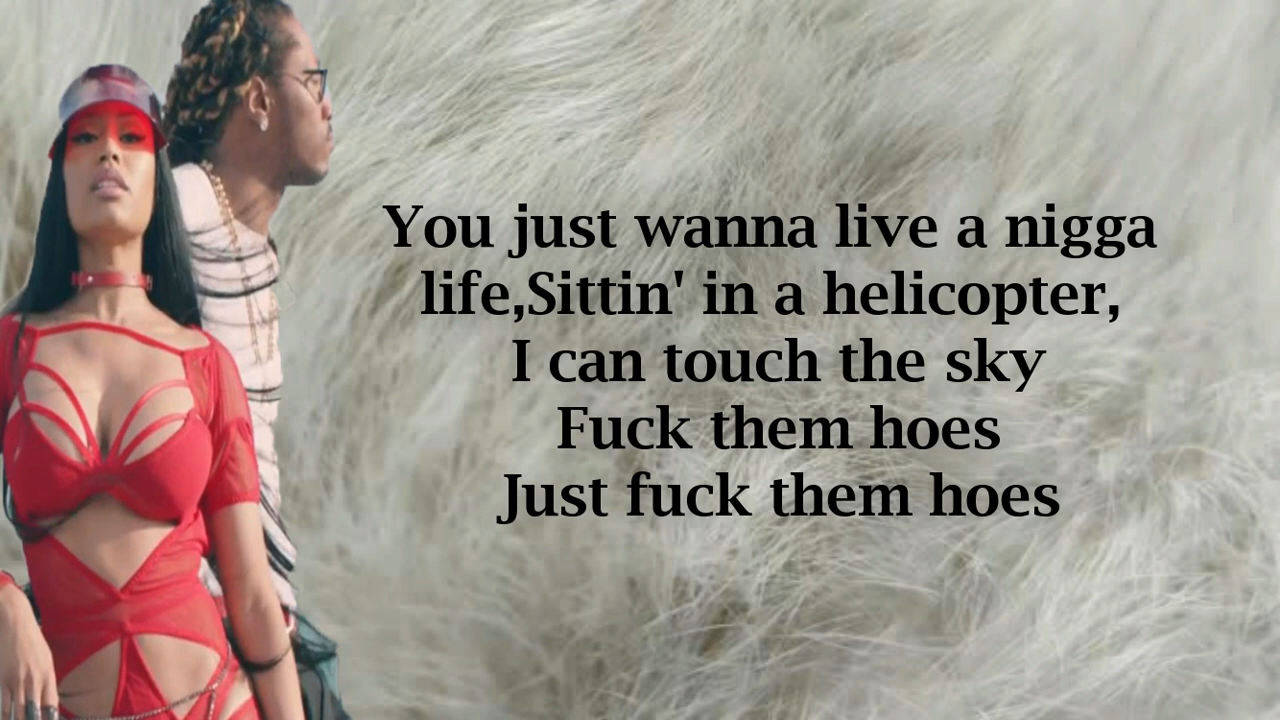 You just wanna live a nigga
life,Sittin' in a helicopter,
I can touch the sky
Fuck them hoes
Just fuck them hoes